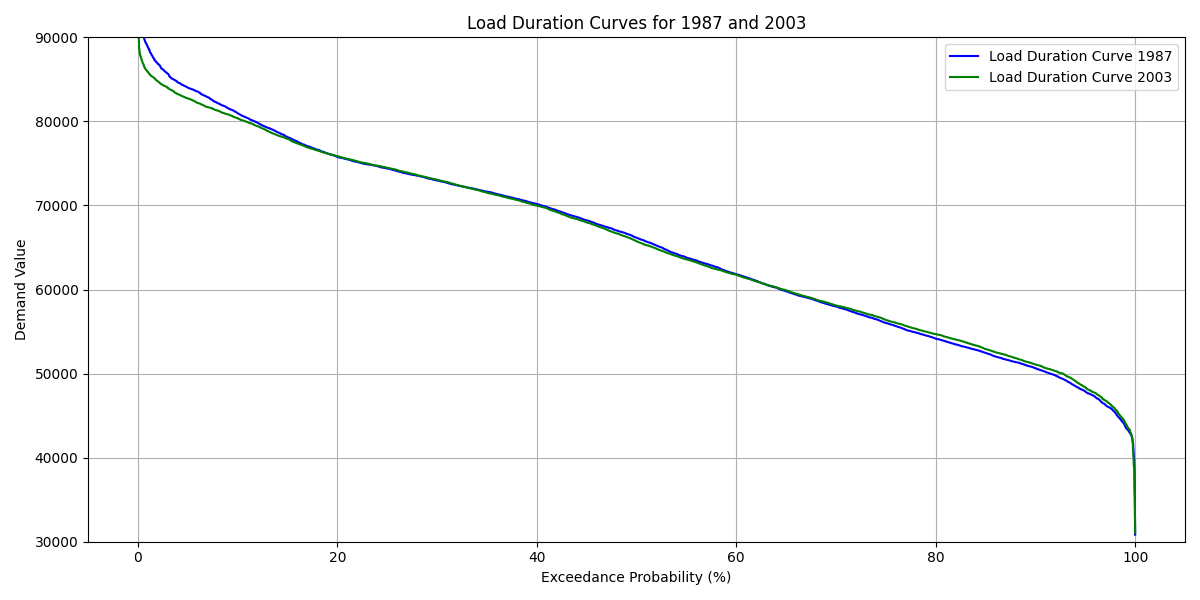 Load Duration Curves for 1987 and 2003
90000
80000
70000
60000
50000
40000
30000
Demand Value
Load Duration Curve 1987
Load Duration Curve 2003
0 20 40 60 80 100
Exceedance Probability (%)